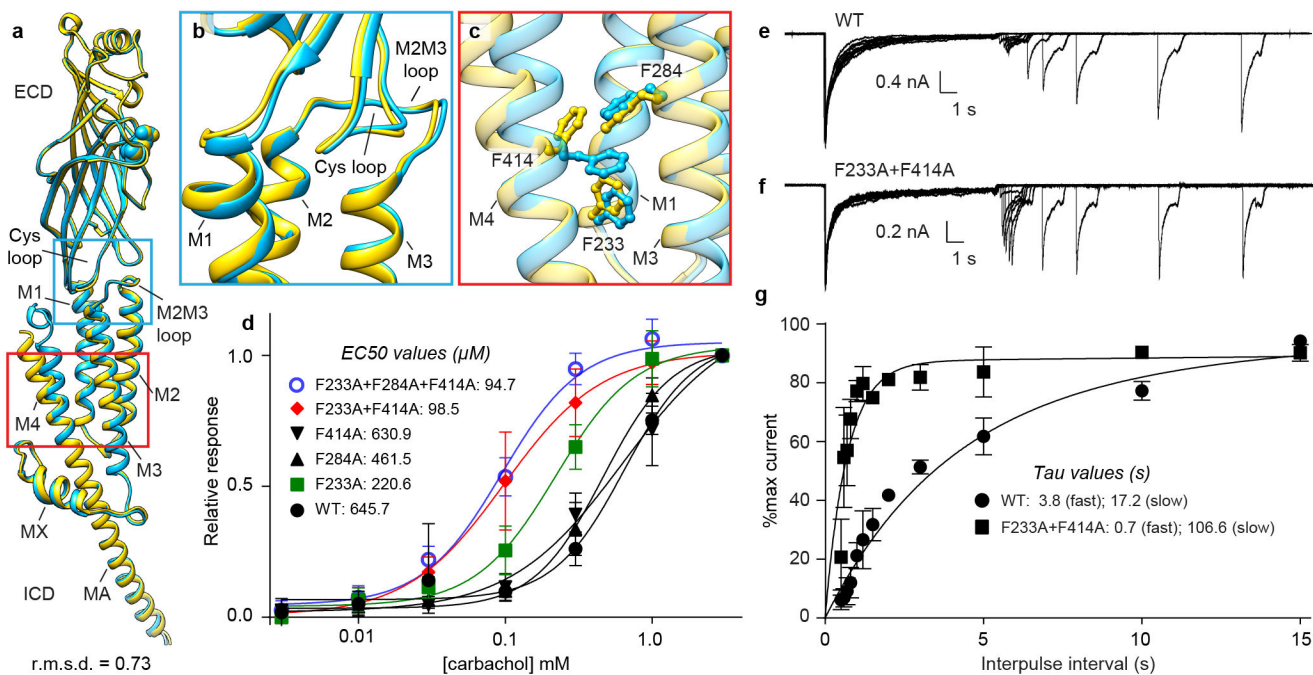 a
ECD
Cys
loop
M1
M2M3
loop
M2
M4
M3
MX
MA
ICD
r.m.s.d. = 0.73
b
M2M3
loop
Cys loop
M2
M1
M3
c
F284
F414
M1
M4
F233
M3
d
EC50 values (µM)
F233A+F284A+F414A: 94.7
F233A+F414A: 98.5
F414A: 630.9
F284A: 461.5
F233A: 220.6
WT: 645.7
Relative response
1.0
0.5
0.0
0.01
0.1
1.0
[carbachol] mM
e
WT
0.4 nA
1 s
f
F233A+F414A
0.2 nA
1 s
g
%max current
100
80
60
40
20
0
Tau values (s)
WT: 3.8 (fast); 17.2 (slow)
F233A+F414A: 0.7 (fast); 106.6 (slow)
0
5
10
15
Interpulse interval (s)